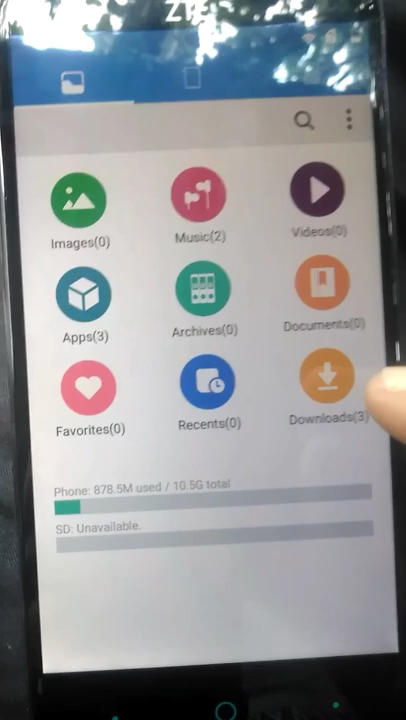 ZTE
Images(0)
Music(2)
Videos(0)
Apps(3)
Archives(0)
Documents(0)
Favorites(0)
Recents(0)
Downloads(3)
Phone: 878.5M used / 10.5G total
SD: Unavailable.